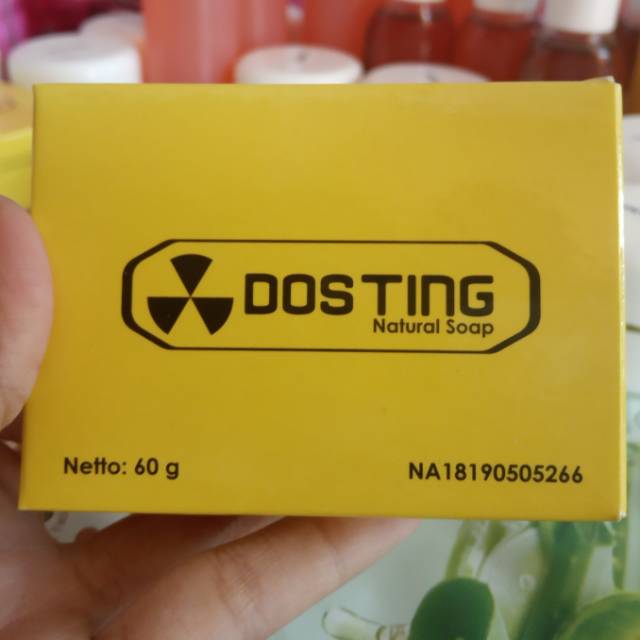 DOSTING
Natural Soap
Netto: 60 g
NA18190505266